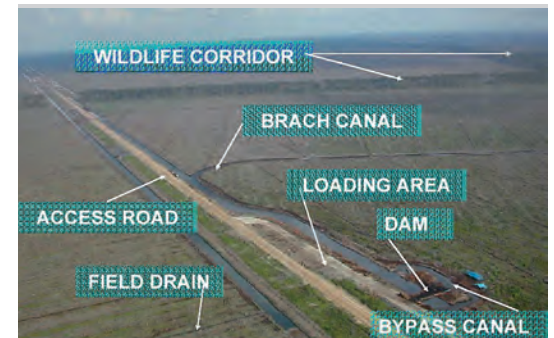 WILDLIFE CORRIDOR
BRACH CANAL
LOADING AREA
ACCESS ROAD
DAM
FIELD DRAIN
BYPASS CANAL